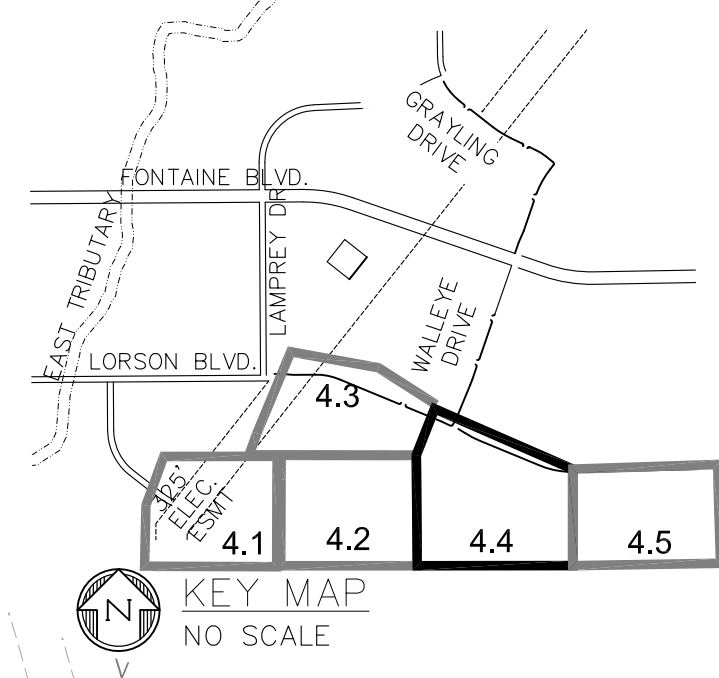 GRAYLING
DRIVE
FONTAINE BLVD.
EAST TRIBUTARY
LAMPREY DR
WALLEYE
DRIVE
LORSON BLVD.
4.3
325'
ELEC.
ESMT
4.1
4.2
4.4
4.5
N
KEY MAP
NO SCALE